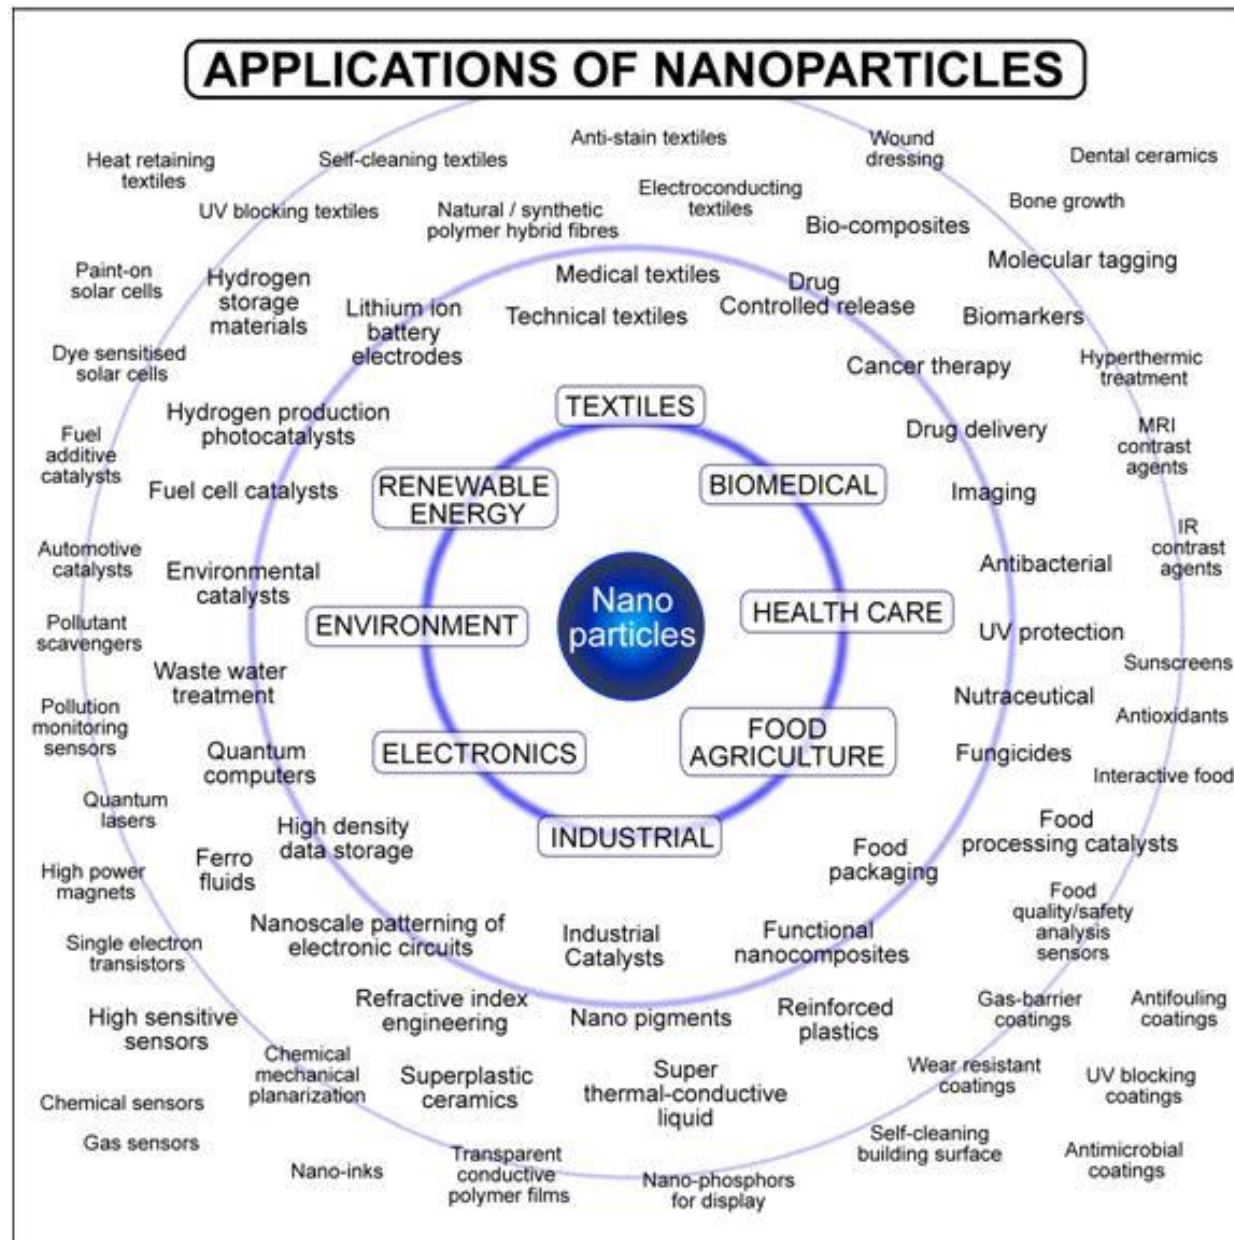 APPLICATIONS OF NANOPARTICLES
Anti-stain textiles
Wound
dressing
Dental ceramics
Heat retaining
textiles
Self-cleaning textiles
UV blocking textiles
Natural / synthetic
polymer hybrid fibres
Electroconducting
textiles
Bio-composites
Bone growth
Molecular tagging
Paint-on
solar cells
Hydrogen
storage
materials
Lithium ion
battery
electrodes
Medical textiles
Technical textiles
Drug
Controlled release
Biomarkers
Dye sensitised
solar cells
Cancer therapy
Hyperthermic
treatment
TEXTILES
Hydrogen production
photocatalysts
Drug delivery
MRI
contrast
agents
Fuel
additive
catalysts
Fuel cell catalysts
RENEWABLE
ENERGY
BIOMEDICAL
Imaging
IR
contrast
agents
Automotive
catalysts
Environmental
catalysts
Antibacterial
Nano
particles
ENVIRONMENT
HEALTH CARE
UV protection
Pollutant
scavengers
Sunscreens
Waste water
treatment
Nutraceutical
Antioxidants
Pollution
monitoring
sensors
Quantum
computers
ELECTRONICS
FOOD
AGRICULTURE
Fungicides
Interactive food
Quantum
lasers
High density
data storage
INDUSTRIAL
Food
processing catalysts
Ferro
fluids
Food
packaging
High power
magnets
Food
quality/safety
analysis
sensors
Nanoscale patterning of
electronic circuits
Industrial
Catalysts
Functional
nanocomposites
Single electron
transistors
Refractive index
engineering
Nano pigments
Reinforced
plastics
Gas-barrier
coatings
Antifouling
coatings
High sensitive
sensors
Chemical
mechanical
planarization
Superplastic
ceramics
Super
thermal-conductive
liquid
Wear resistant
coatings
UV blocking
coatings
Chemical sensors
Gas sensors
Nano-inks
Transparent
conductive
polymer films
Nano-phosphors
for display
Self-cleaning
building surface
Antimicrobial
coatings